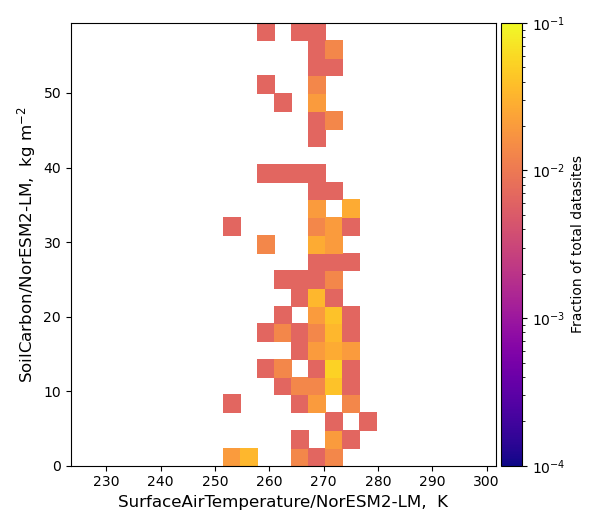 10⁻¹
50
40
30
20
10
0
10⁻²
10⁻³
10⁻⁴
230 240 250 260 270 280 290 300
SurfaceAirTemperature/NorESM2-LM, K
SoilCarbon/NorESM2-LM, kg m⁻²
Fraction of total datasites